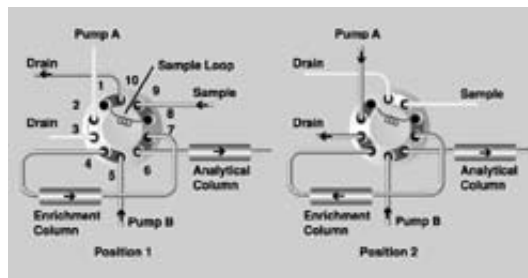 Pump A
Drain
Sample Loop
10
1
9
2
Sample
8
Drain
3
7
4
5
6
Analytical
Column
Enrichment
Column
Pump B
Position 1
Pump A
Drain
Sample
Drain
Analytical
Column
Enrichment
Column
Pump B
Position 2